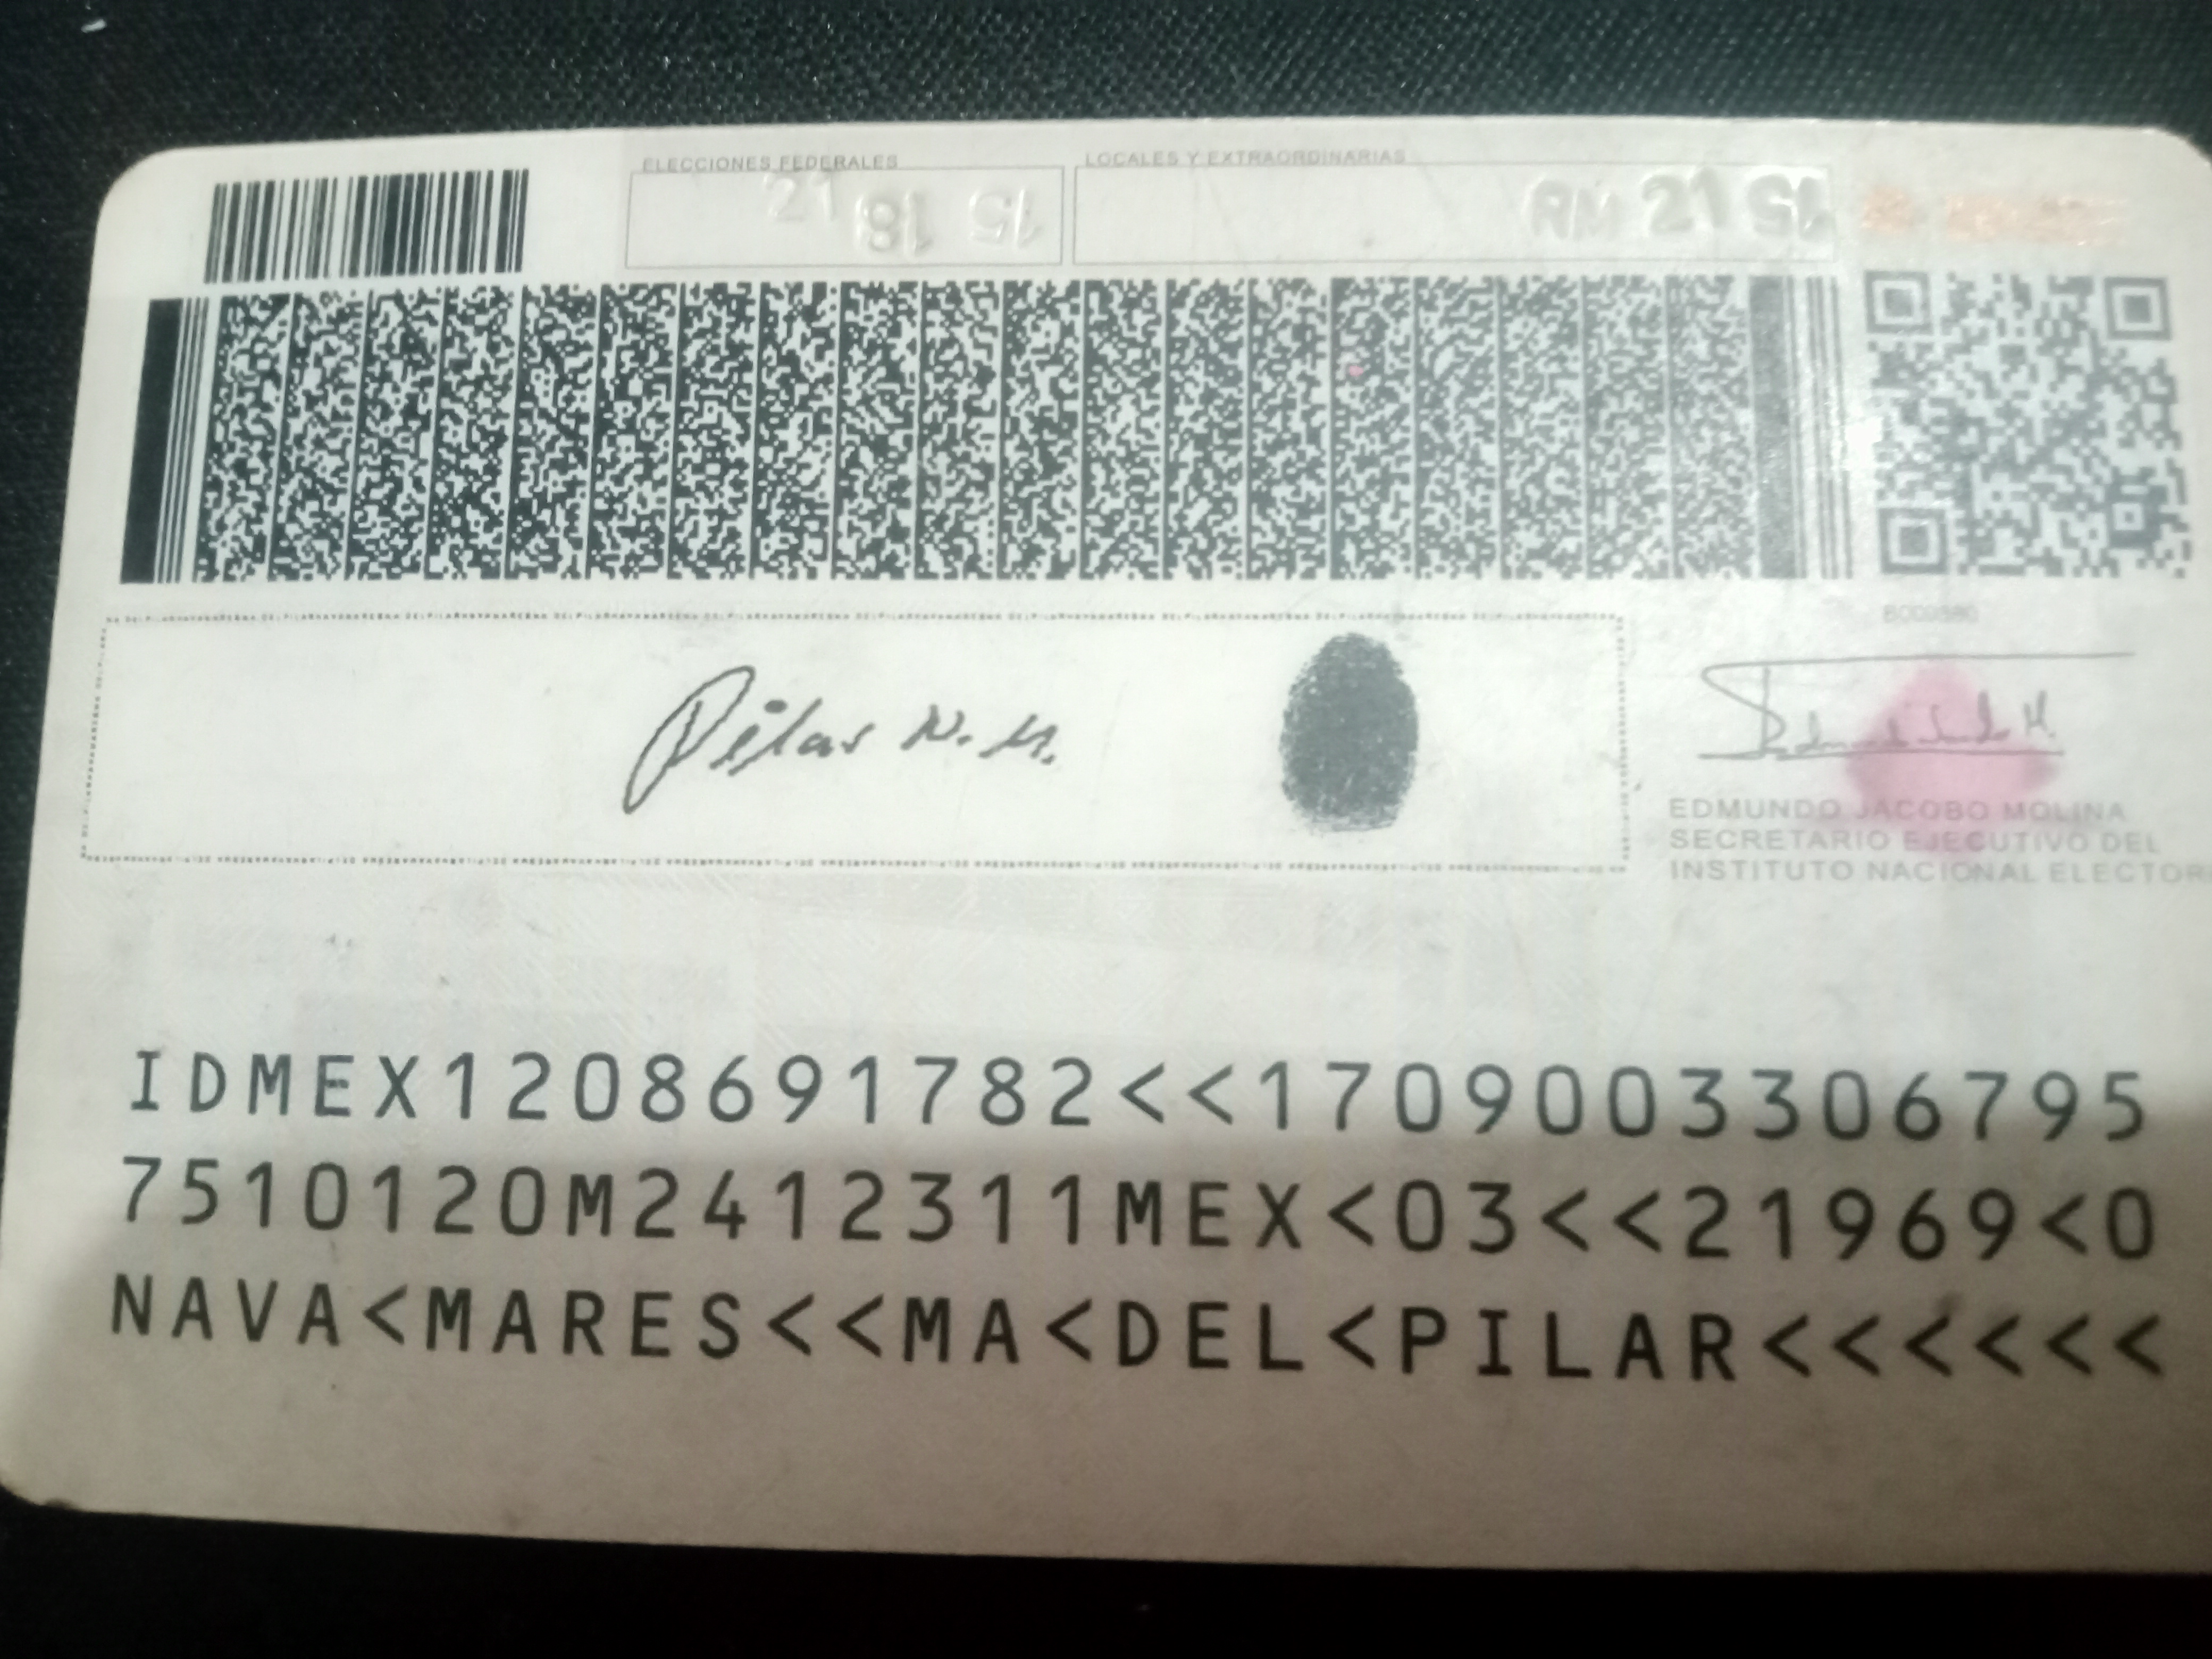 ELECCIONES FEDERALES
LOCALES Y EXTRAORDINARIAS
21 18 15
RM 21 15
Pilar N. M.
EDMUNDO JACOBO MOLINA
SECRETARIO EJECUTIVO DEL
INSTITUTO NACIONAL ELECTOR
IDMEX1208691782<<1709003306795
7510120M2412311MEX<03<<21969<0
NAVA<MARES<<MA<DEL<PILAR<<<<<<